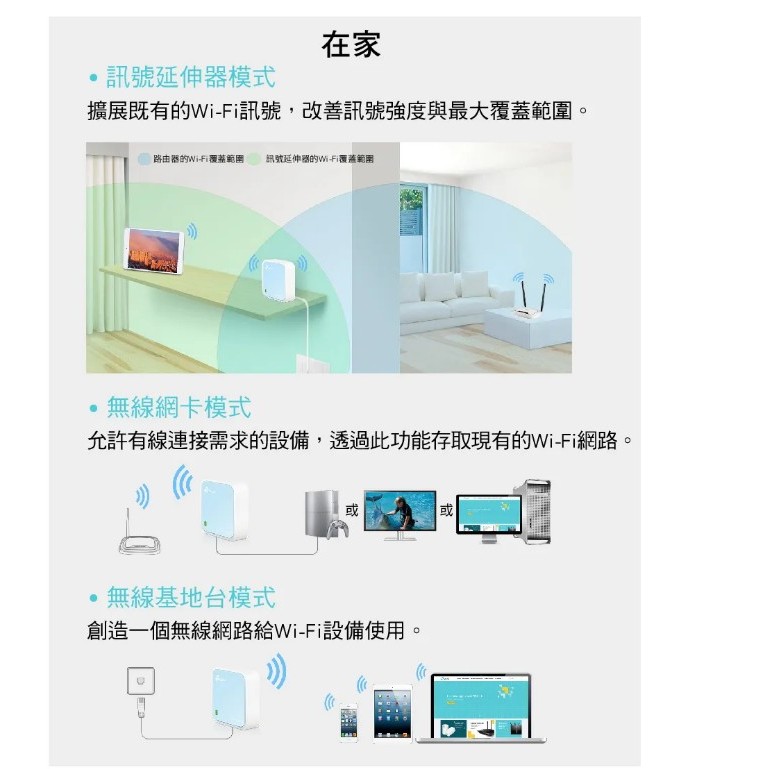 在家
• 訊號延伸器模式
擴展既有的Wi-Fi訊號，改善訊號強度與最大覆蓋範圍。
路由器的Wi-Fi覆蓋範圍 訊號延伸器的Wi-Fi覆蓋範圍
• 無線網卡模式
允許有線連接需求的設備，透過此功能存取現有的Wi-Fi網路。
或 或
• 無線基地台模式
創造一個無線網路給Wi-Fi設備使用。